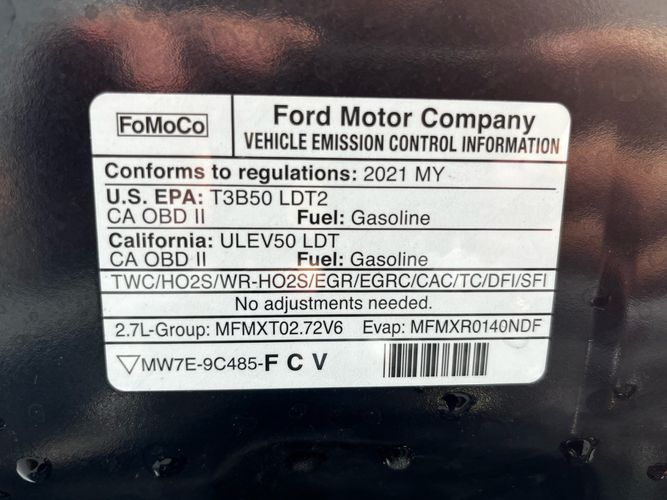 FoMoCo
Ford Motor Company
VEHICLE EMISSION CONTROL INFORMATION
Conforms to regulations: 2021 MY
U.S. EPA: T3B50 LDT2
CA OBD II Fuel: Gasoline
California: ULEV50 LDT
CA OBD II Fuel: Gasoline
TWC/HO2S/WR-HO2S/EGR/EGRC/CAC/TC/DFI/SFI
No adjustments needed.
2.7L-Group: MFMXT02.72V6 Evap: MFMXR0140NDF
MW7E-9C485-F C V